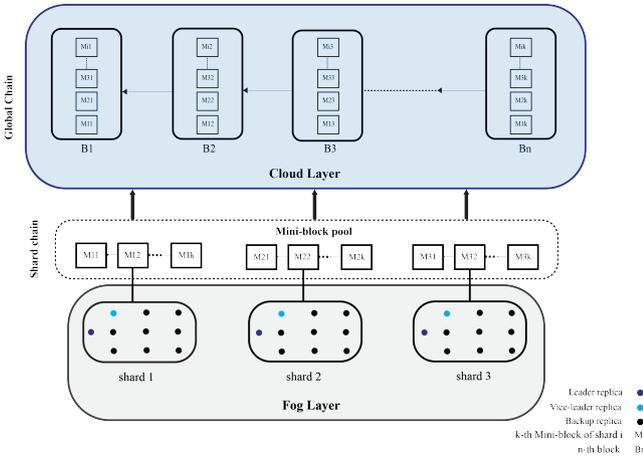 Global Chain
Mi1 Mi2 Mi3 Mik
M31 M32 M33 M3k
M21 M22 M23 M2k
M11 M12 M13 M1k
B1 B2 B3 Bn
Cloud Layer
Shard chain
Mini-block pool
M11 M12 M1k M21 M22 M2k M31 M32 M3k
shard 1 shard 2 shard 3
Fog Layer
Leader replica
Vice-leader replica
Backup replica
k-th Mini-block of shard i M
n-th block Bn